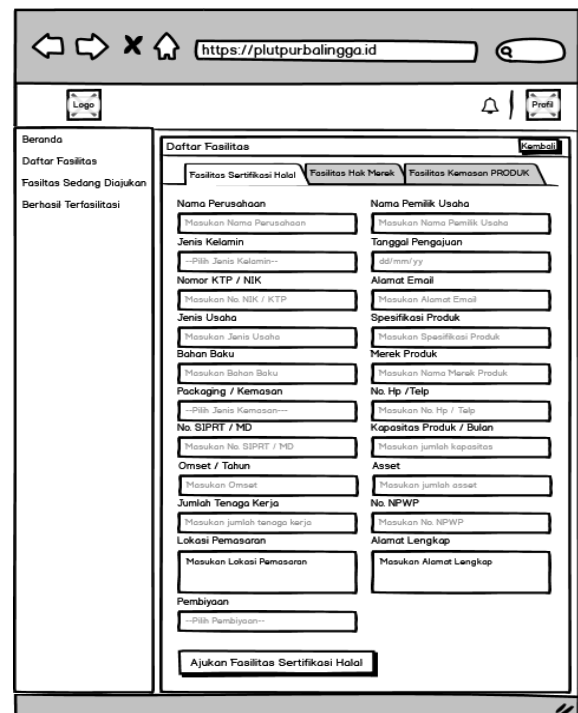 https://plutpurbalingga.id
Logo
Profil
Beranda
Daftar Fasilitas
Fasiltas Sedang Diajukan
Berhasil Terfasilitasi
Daftar Fasilitas
Kembali
Fasilitas Sertifikasi Halal
Fasilitas Hak Merek
Fasilitas Kemasan PRODUK
Nama Perusahaan
Nama Pemilik Usaha
Masukan Nama Perusahaan
Masukan Nama Pemilik Usaha
Jenis Kelamin
Tanggal Pengajuan
--Pilih Jenis Kelamin--
dd/mm/yy
Nomor KTP / NIK
Alamat Email
Masukan No. NIK / KTP
Masukan Alamat Email
Jenis Usaha
Spesifikasi Produk
Masukan Jenis Usaha
Masukan Spesifikasi Produk
Bahan Baku
Merek Produk
Masukan Bahan Baku
Masukan Nama Merek Produk
Packaging / Kemasan
No. Hp /Telp
--Pilih Jenis Kemasan---
Masukan No. Hp / Telp
No. SIPRT / MD
Kapasitas Produk / Bulan
Masukan No. SIPRT / MD
Masukan jumlah kapasitas
Omset / Tahun
Asset
Masukan Omset
Masukan jumlah asset
Jumlah Tenaga Kerja
No. NPWP
Masukan jumlah tenaga kerja
Masukan No. NPWP
Lokasi Pemasaran
Alamat Lengkap
Masukan Lokasi Pemasaran
Masukan Alamat Lengkap
Pembiyaan
--Pilih Pembiyaan--
Ajukan Fasilitas Sertifikasi Halal